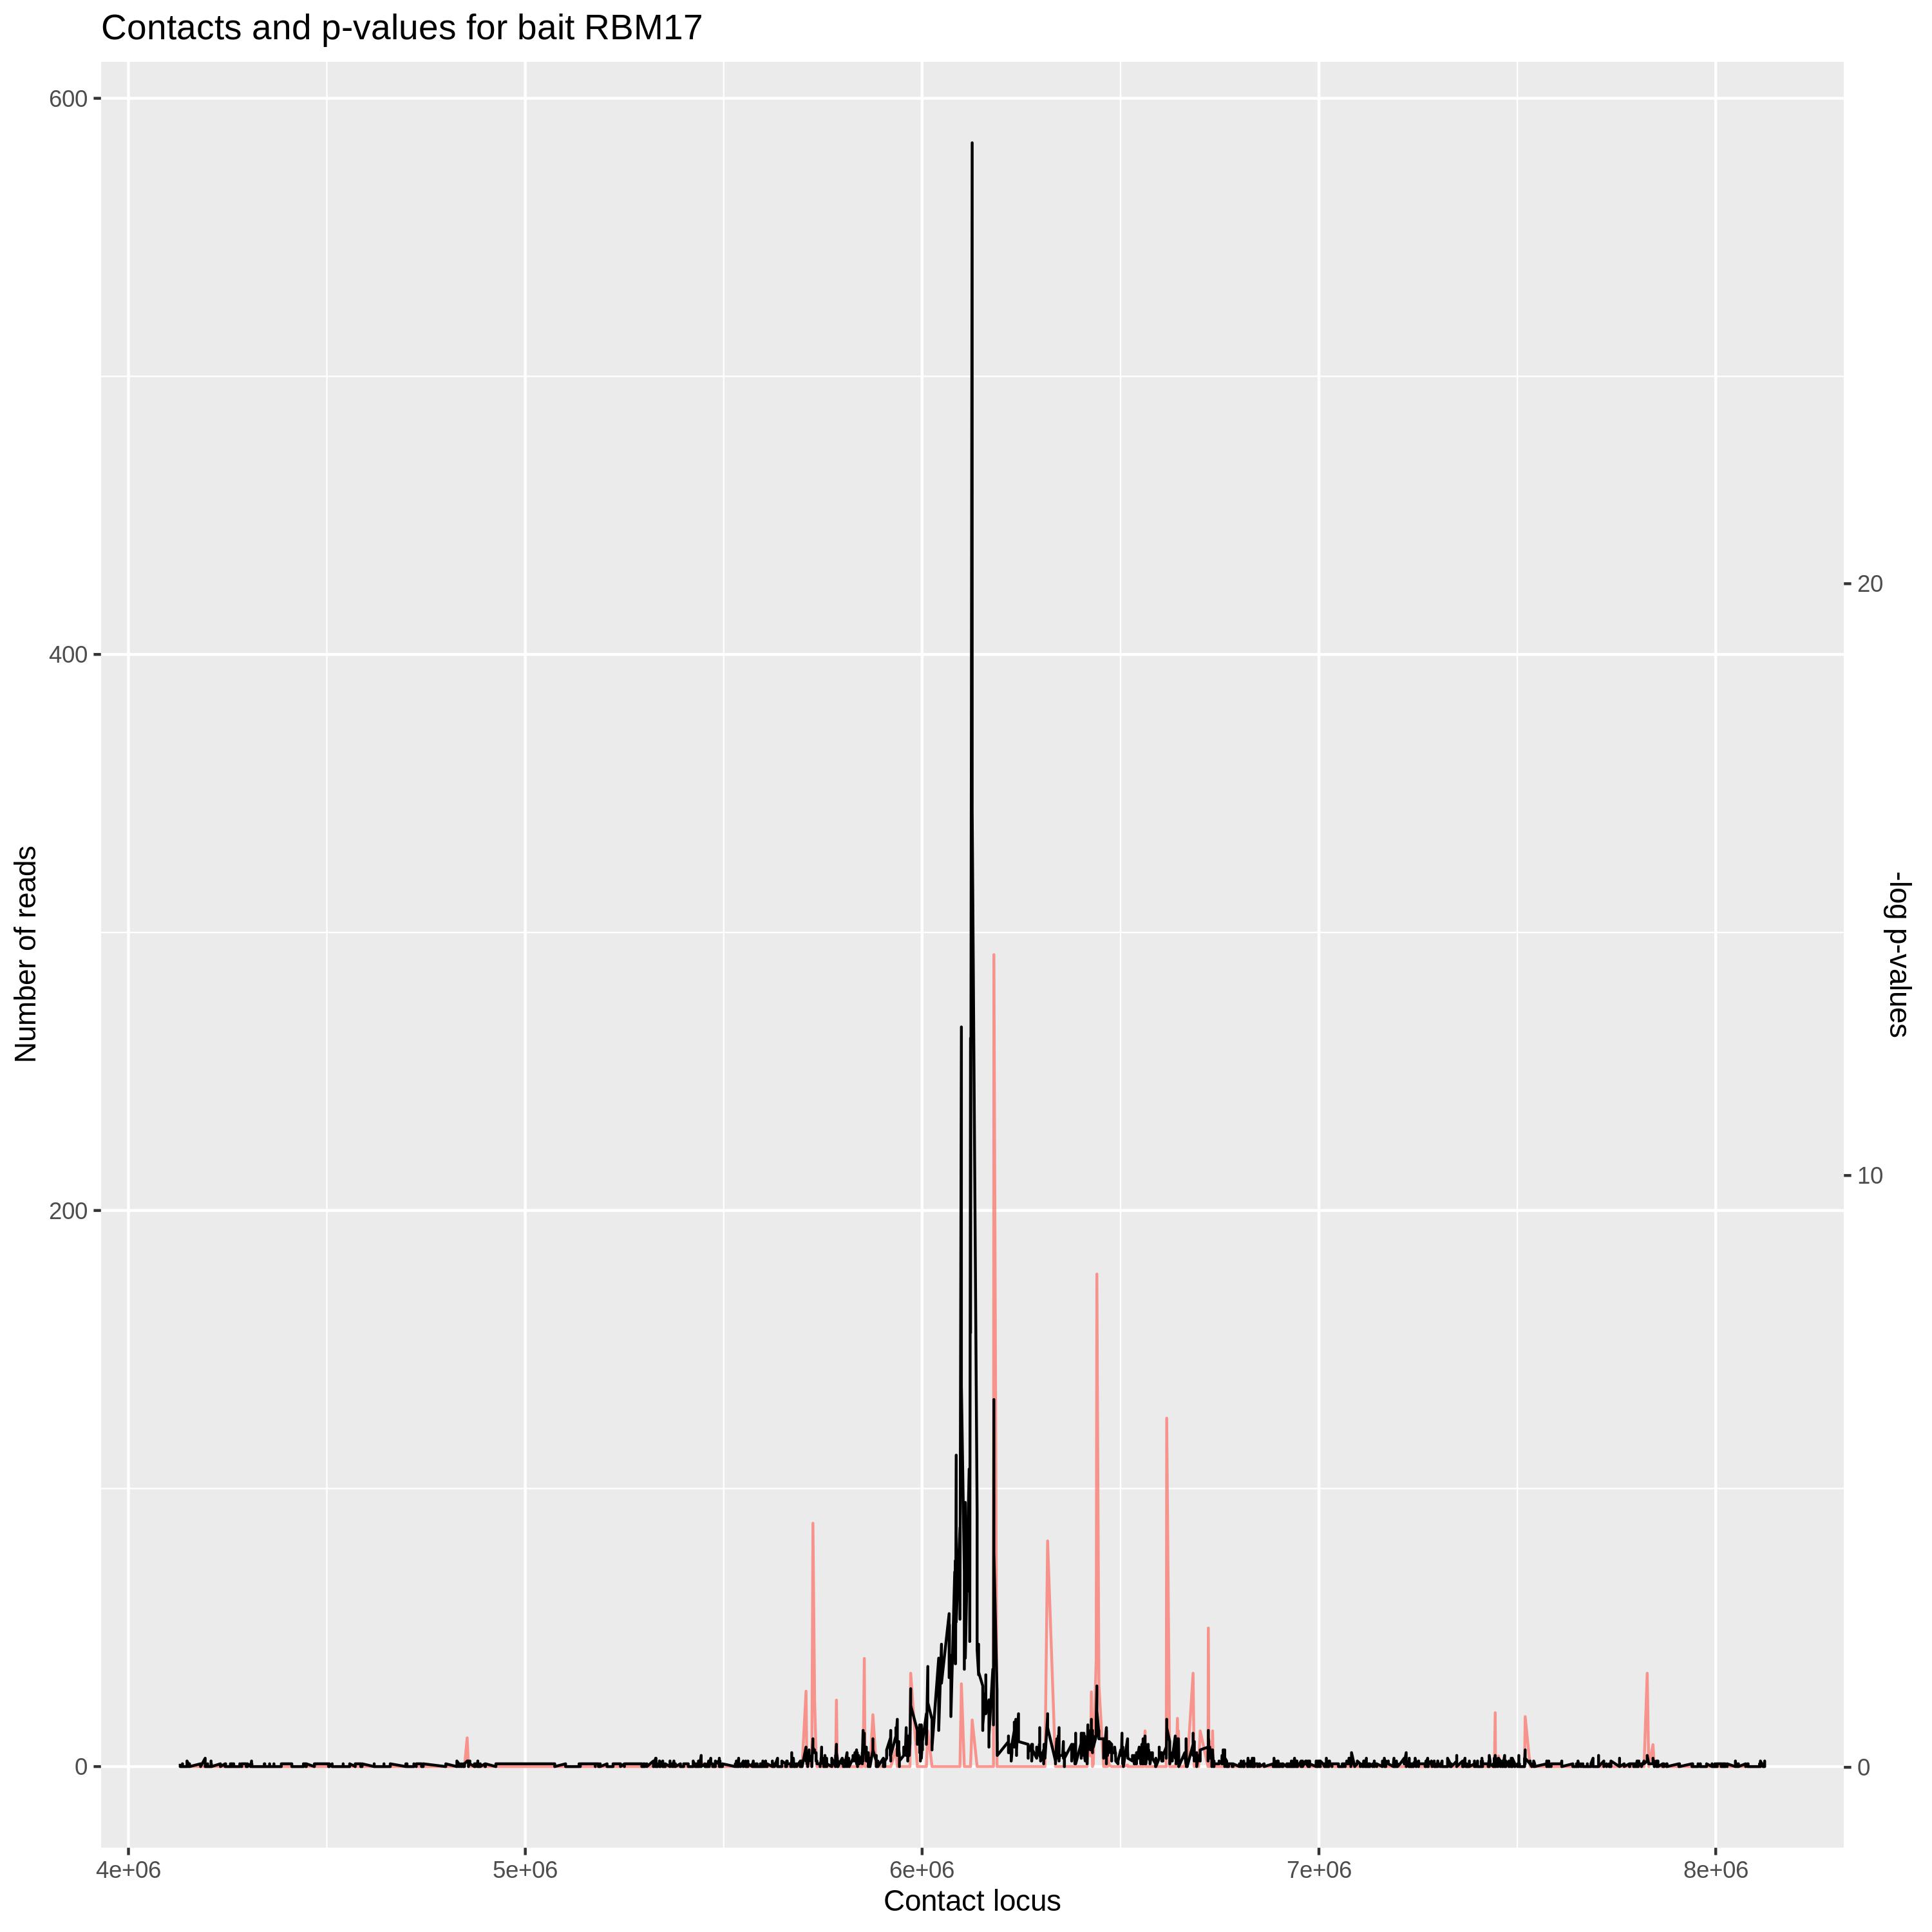 Contacts and p-values for bait RBM17
600
400
200
0
Number of reads
20
10
0
-log p-values
4e+06
5e+06
6e+06
7e+06
8e+06
Contact locus